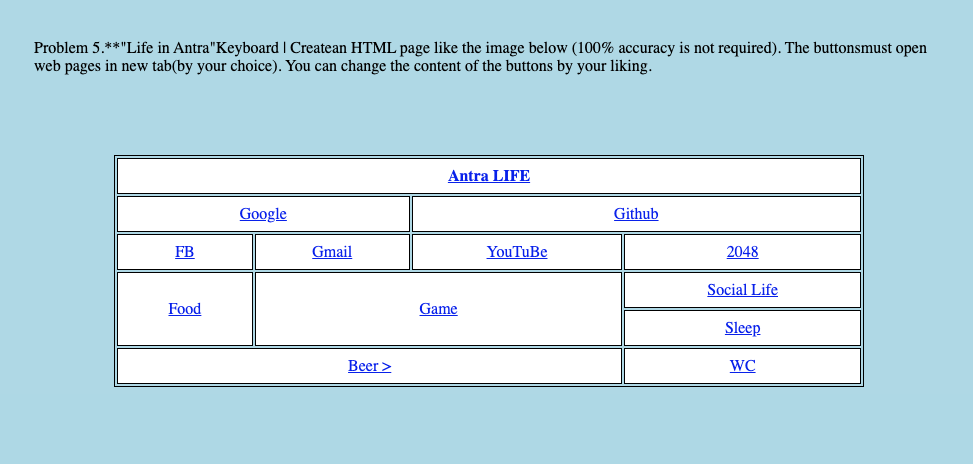 Problem 5.**"Life in Antra"Keyboard | Createan HTML page like the image below (100% accuracy is not required). The buttonsmust open
web pages in new tab(by your choice). You can change the content of the buttons by your liking.
Antra LIFE
Google Github
FB Gmail YouTuBe 2048
Food Game Social Life
Sleep
Beer > WC